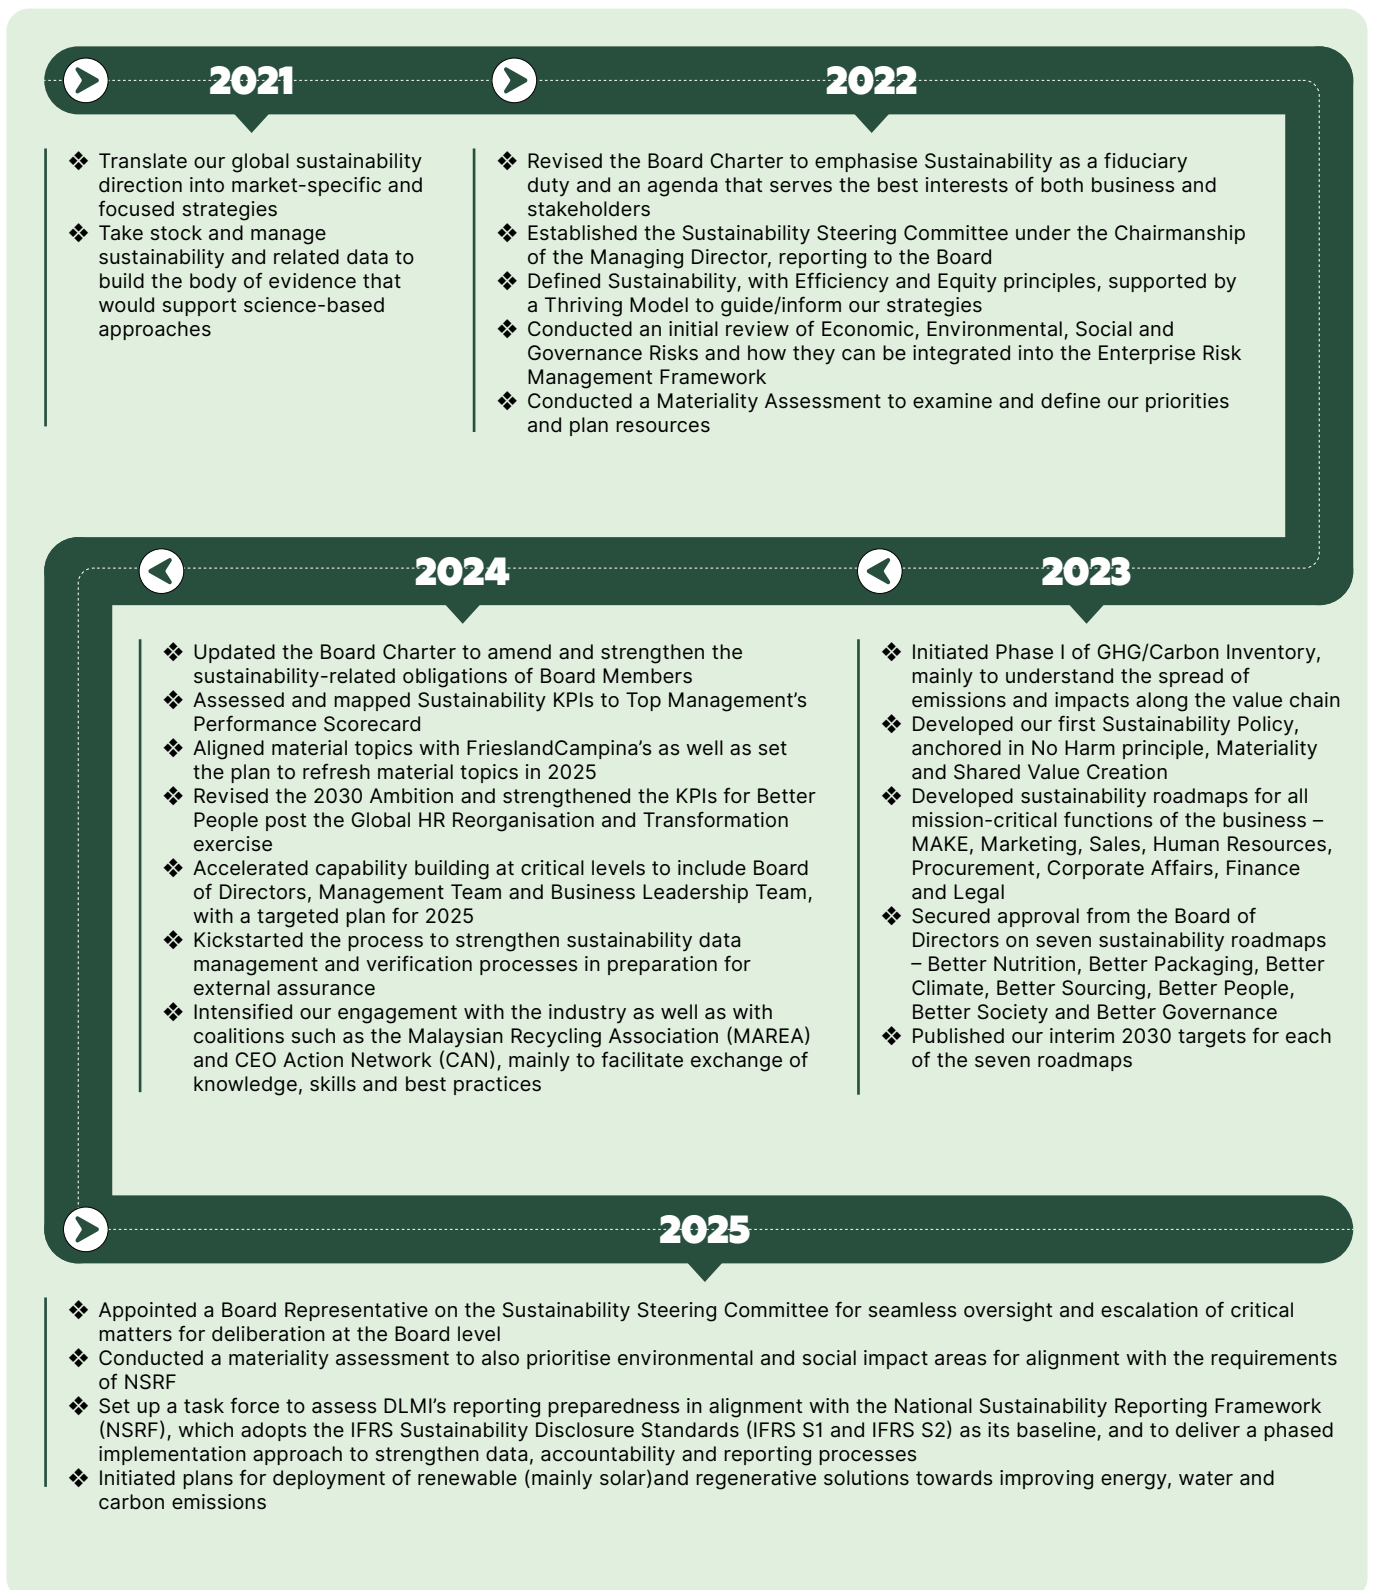 2021
❖ Translate our global sustainability
direction into market-specific and
focused strategies
❖ Take stock and manage
sustainability and related data to
build the body of evidence that
would support science-based
approaches
2022
❖ Revised the Board Charter to emphasise Sustainability as a fiduciary
duty and an agenda that serves the best interests of both business and
stakeholders
❖ Established the Sustainability Steering Committee under the Chairmanship
of the Managing Director, reporting to the Board
❖ Defined Sustainability, with Efficiency and Equity principles, supported by
a Thriving Model to guide/inform our strategies
❖ Conducted an initial review of Economic, Environmental, Social and
Governance Risks and how they can be integrated into the Enterprise Risk
Management Framework
❖ Conducted a Materiality Assessment to examine and define our priorities
and plan resources
2023
❖ Initiated Phase I of GHG/Carbon Inventory,
mainly to understand the spread of
emissions and impacts along the value chain
❖ Developed our first Sustainability Policy,
anchored in No Harm principle, Materiality
and Shared Value Creation
❖ Developed sustainability roadmaps for all
mission-critical functions of the business –
MAKE, Marketing, Sales, Human Resources,
Procurement, Corporate Affairs, Finance
and Legal
❖ Secured approval from the Board of
Directors on seven sustainability roadmaps
– Better Nutrition, Better Packaging, Better
Climate, Better Sourcing, Better People,
Better Society and Better Governance
❖ Published our interim 2030 targets for each
of the seven roadmaps
2024
❖ Updated the Board Charter to amend and strengthen the
sustainability-related obligations of Board Members
❖ Assessed and mapped Sustainability KPIs to Top Management’s
Performance Scorecard
❖ Aligned material topics with FrieslandCampina’s as well as set
the plan to refresh material topics in 2025
❖ Revised the 2030 Ambition and strengthened the KPIs for Better
People post the Global HR Reorganisation and Transformation
exercise
❖ Accelerated capability building at critical levels to include Board
of Directors, Management Team and Business Leadership Team,
with a targeted plan for 2025
❖ Kickstarted the process to strengthen sustainability data
management and verification processes in preparation for
external assurance
❖ Intensified our engagement with the industry as well as with
coalitions such as the Malaysian Recycling Association (MAREA)
and CEO Action Network (CAN), mainly to facilitate exchange of
knowledge, skills and best practices
2025
❖ Appointed a Board Representative on the Sustainability Steering Committee for seamless oversight and escalation of critical
matters for deliberation at the Board level
❖ Conducted a materiality assessment to also prioritise environmental and social impact areas for alignment with the requirements
of NSRF
❖ Set up a task force to assess DLMI’s reporting preparedness in alignment with the National Sustainability Reporting Framework
(NSRF), which adopts the IFRS Sustainability Disclosure Standards (IFRS S1 and IFRS S2) as its baseline, and to deliver a phased
implementation approach to strengthen data, accountability and reporting processes
❖ Initiated plans for deployment of renewable (mainly solar)and regenerative solutions towards improving energy, water and
carbon emissions